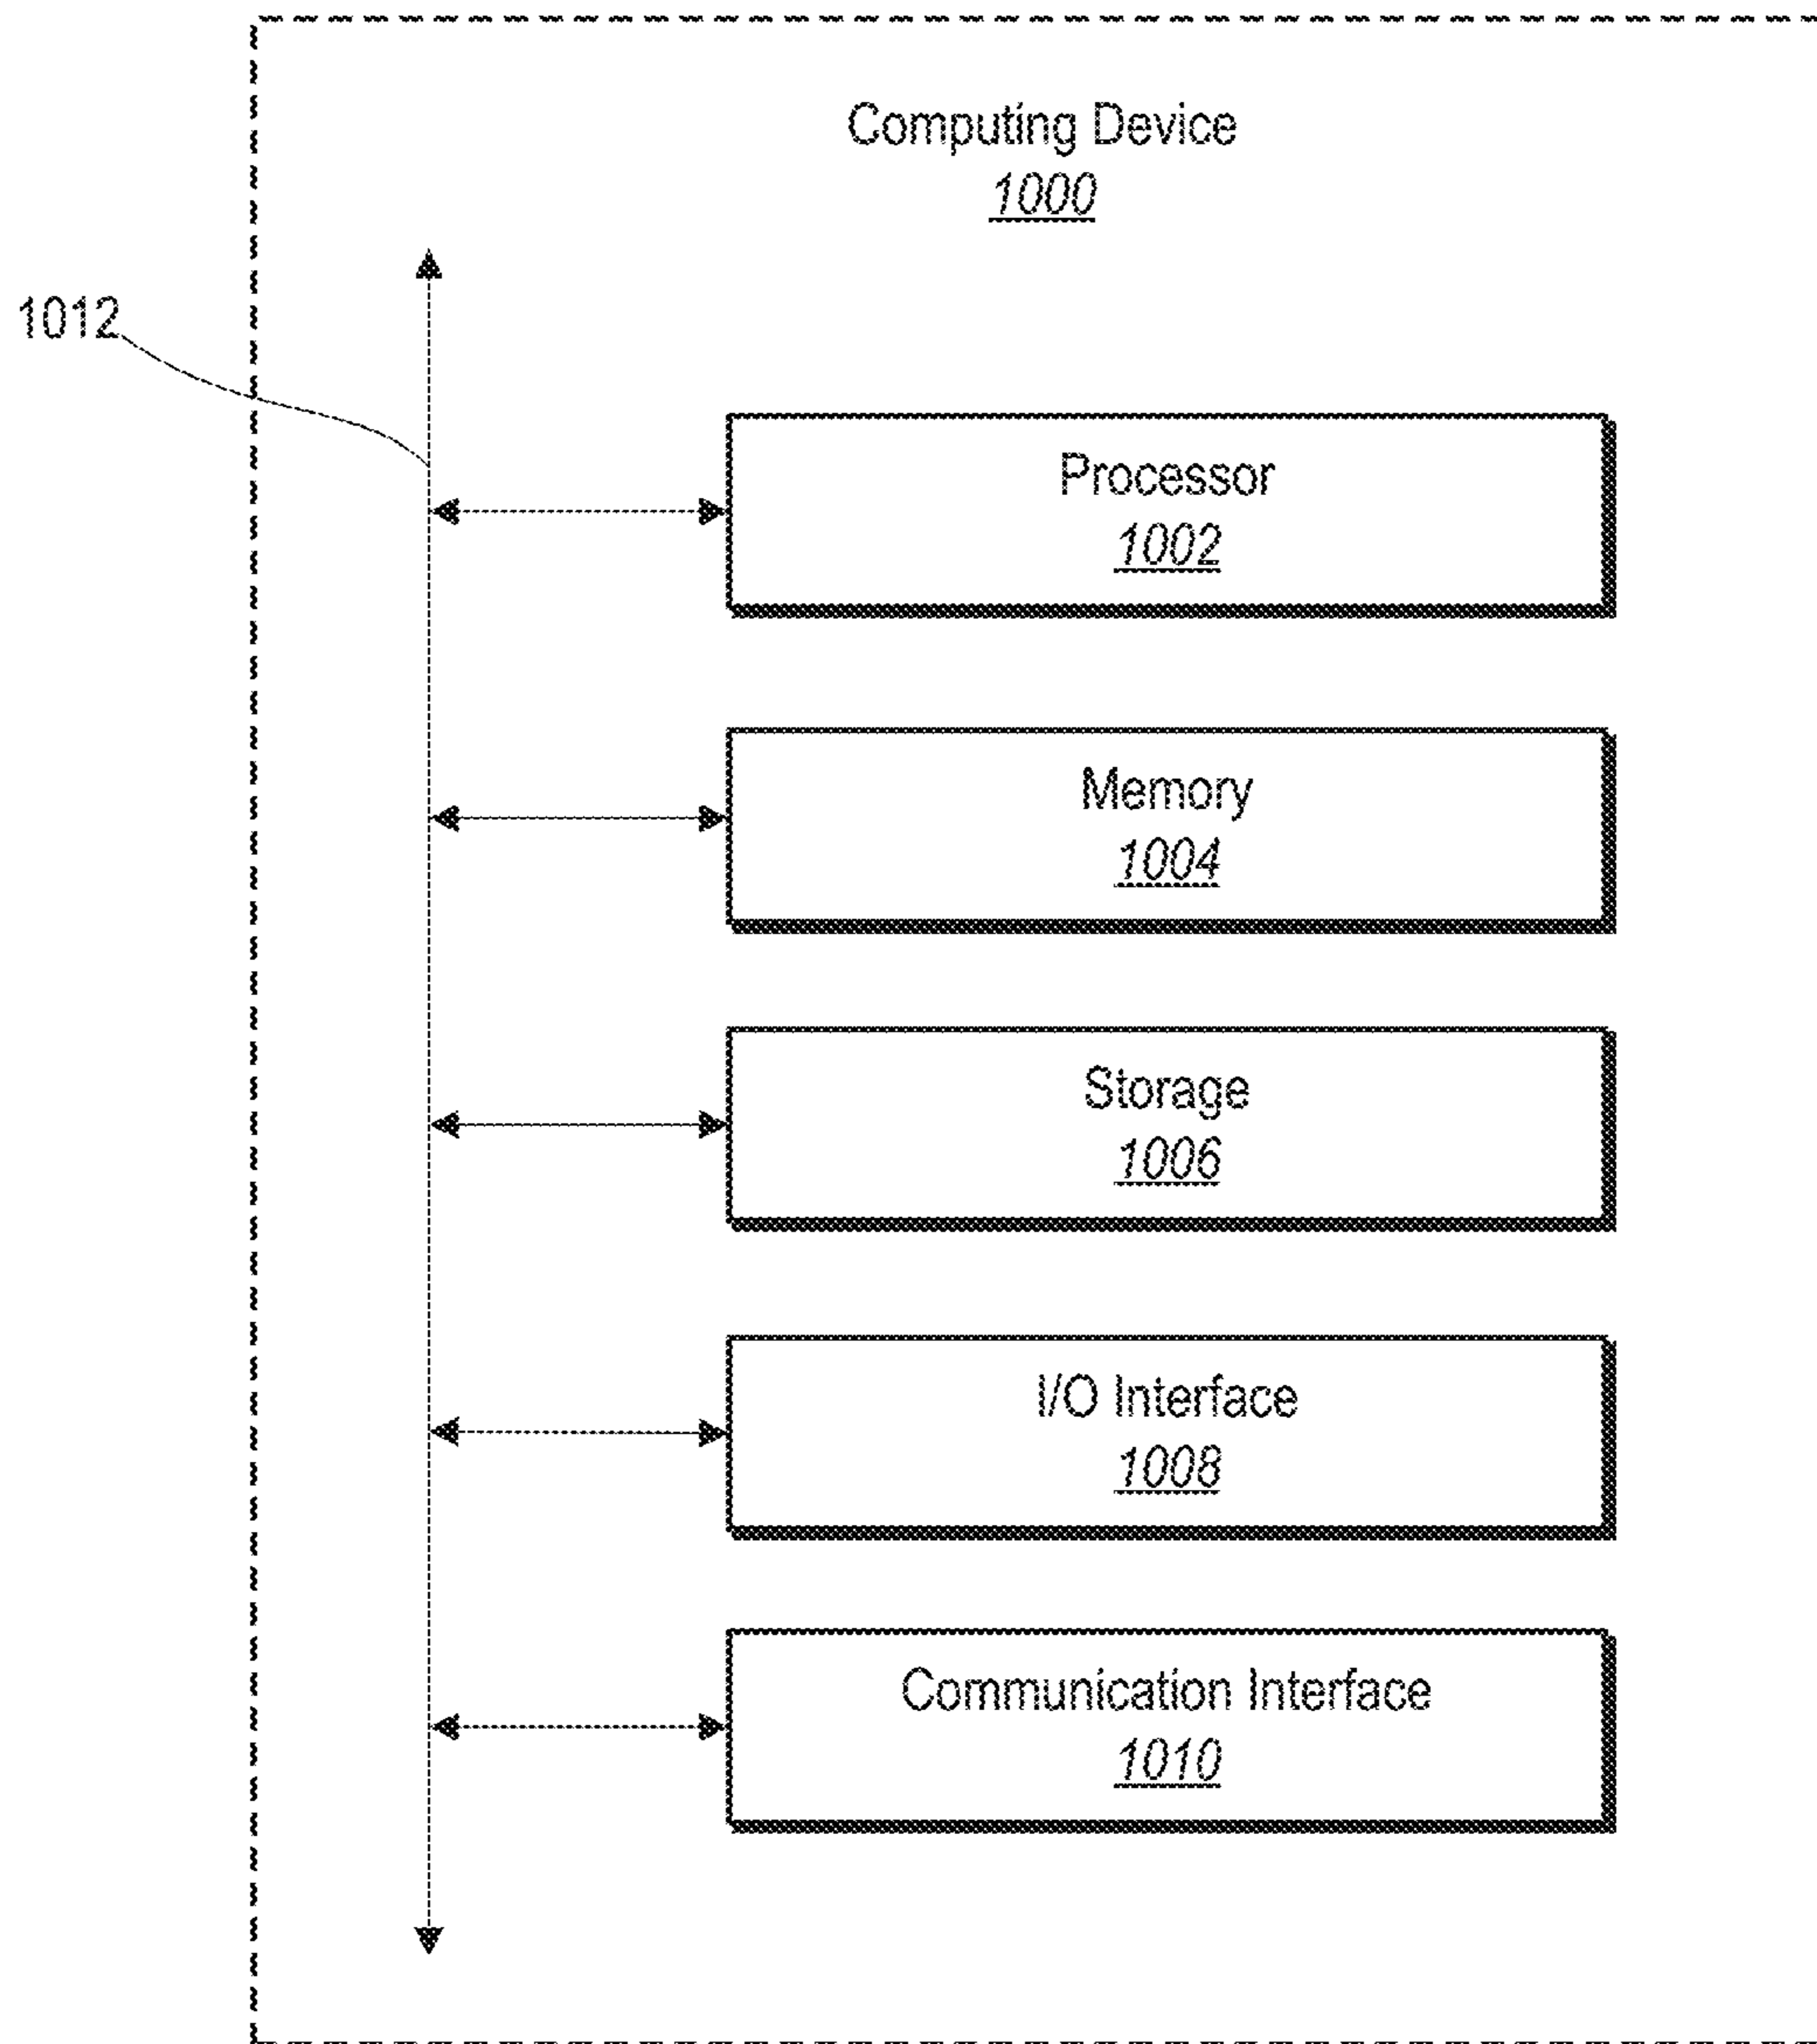 Computing Device
1000
1012
Processor
1002
Memory
1004
Storage
1006
I/O Interface
1008
Communication Interface
1010